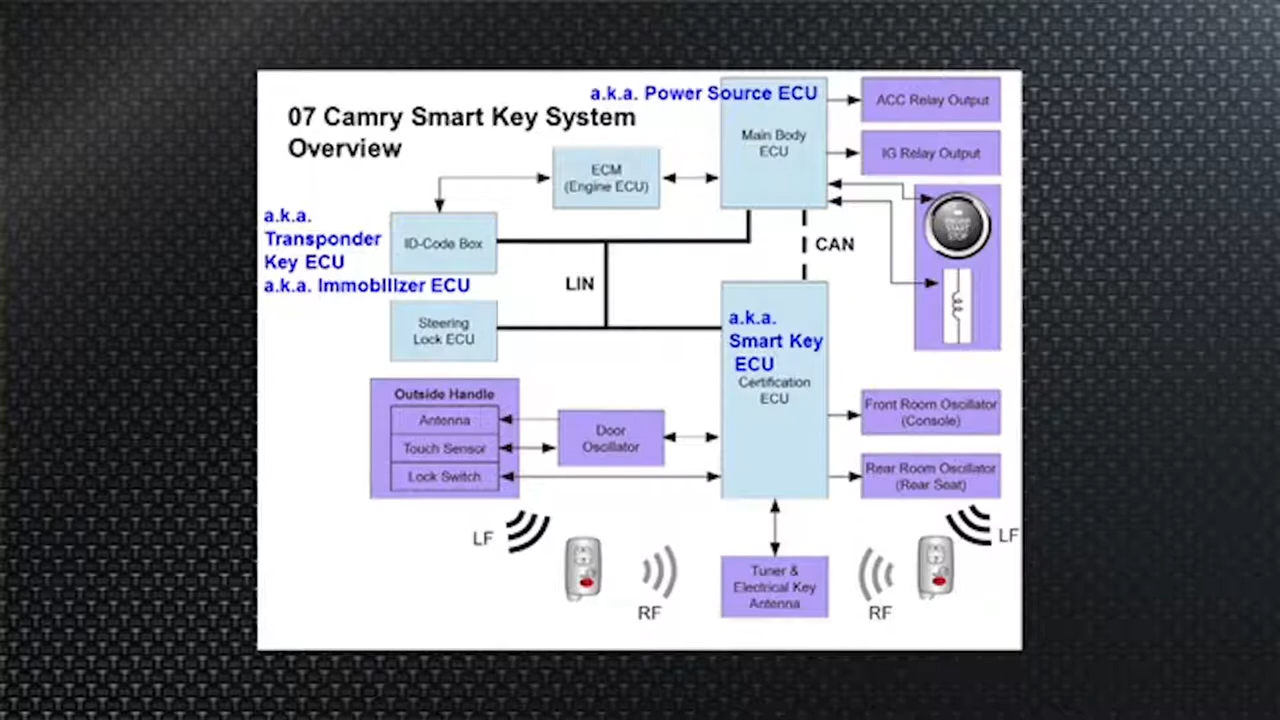 a.k.a. Power Source ECU
07 Camry Smart Key System
Overview
Main Body
ECU
ACC Relay Output
IG Relay Output
ECM
(Engine ECU)
ENGINE
START
STOP
a.k.a.
Transponder
Key ECU
a.k.a. Immobilizer ECU
ID-Code Box
CAN
LIN
Steering
Lock ECU
a.k.a.
Smart Key
ECU
Certification
ECU
Outside Handle
Antenna
Touch Sensor
Lock Switch
Door
Oscillator
Front Room Oscillator
(Console)
Rear Room Oscillator
(Rear Seat)
LF
LF
RF
Tuner &
Electrical Key
Antenna
RF